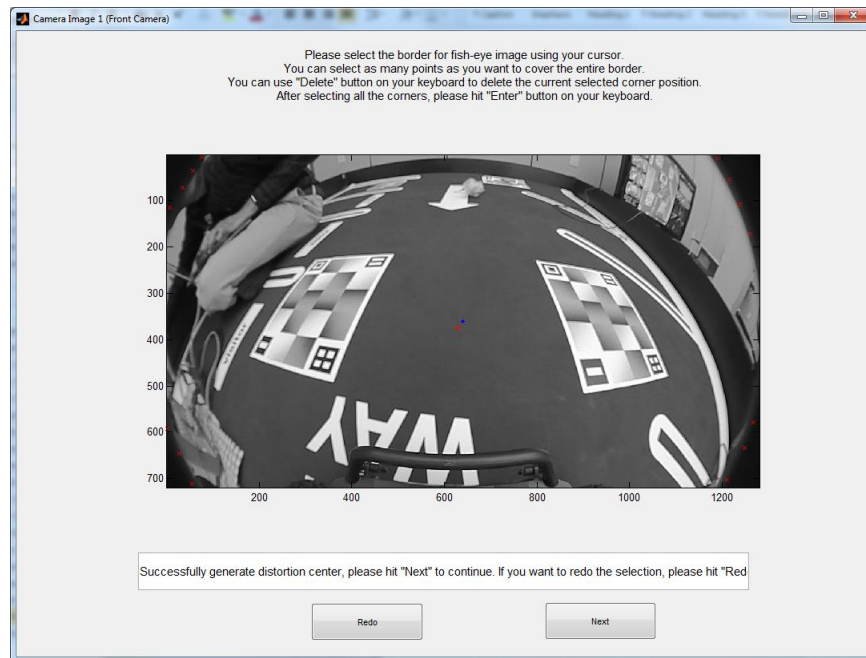 Camera Image 1 (Front Camera)
Please select the border for fish-eye image using your cursor.
You can select as many points as you want to cover the entire border.
You can use "Delete" button on your keyboard to delete the current selected corner position.
After selecting all the corners, please hit "Enter" button on your keyboard.
100
200
300
400
500
600
700
visitor
WAY
200
400
600
800
1000
1200
Successfully generate distortion center, please hit "Next" to continue. If you want to redo the selection, please hit "Red
Redo
Next